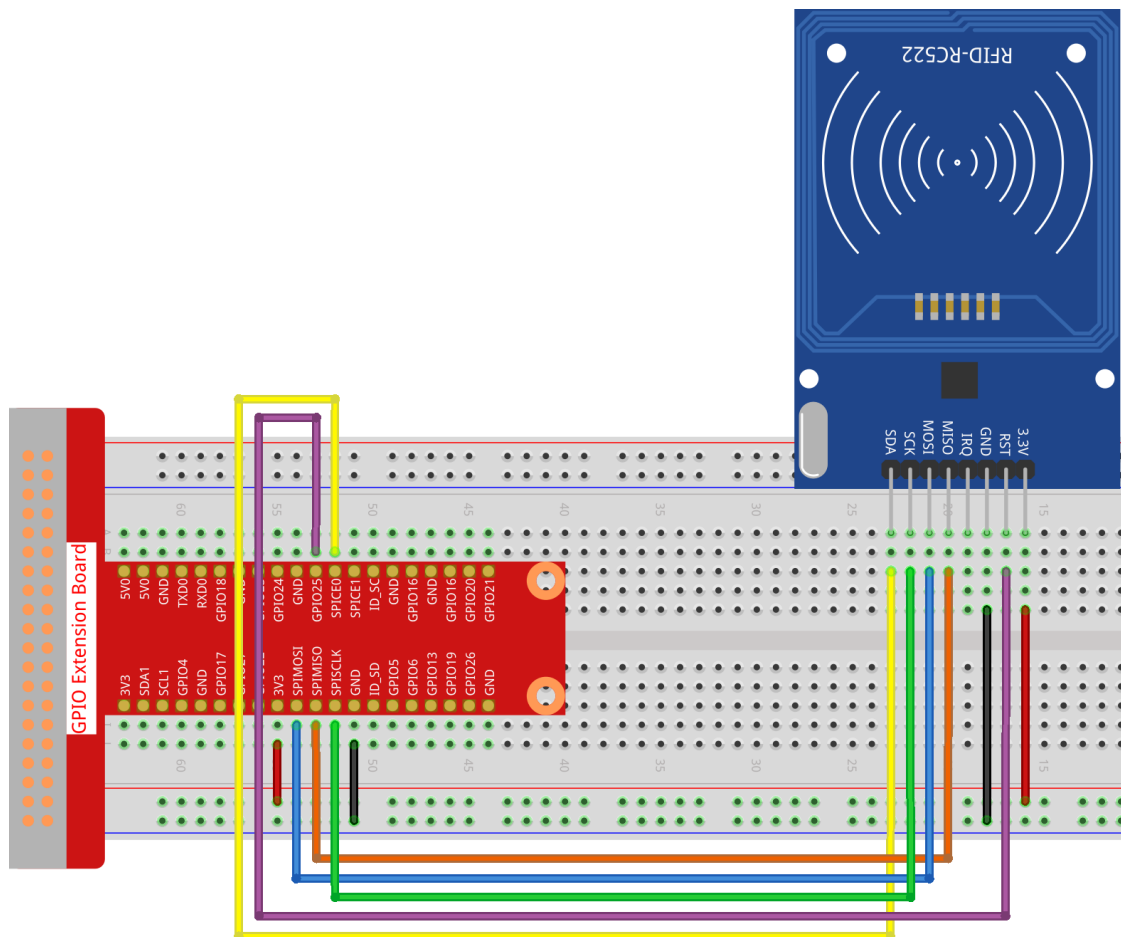 RFID-RC522
SDA
SCK
MOSI
MISO
IRQ
GND
RST
3.3V
60
55
50
45
40
35
30
25
20
15
GPIO Extension Board
5V0
5V0
GND
TXD0
RXD0
GPIO18
GPIO24
GND
GPIO25
SPICE0
SPICE1
ID_SC
GND
GPIO16
GND
GPIO16
GPIO20
GPIO21
3V3
SDA1
SCL1
GPIO4
GND
GPIO17
3V3
SPIMOSI
SPIMISO
SPISCLK
GND
ID_SD
GPIO5
GPIO6
GPIO13
GPIO19
GPIO26
GND
60
50
45
40
35
30
25
15